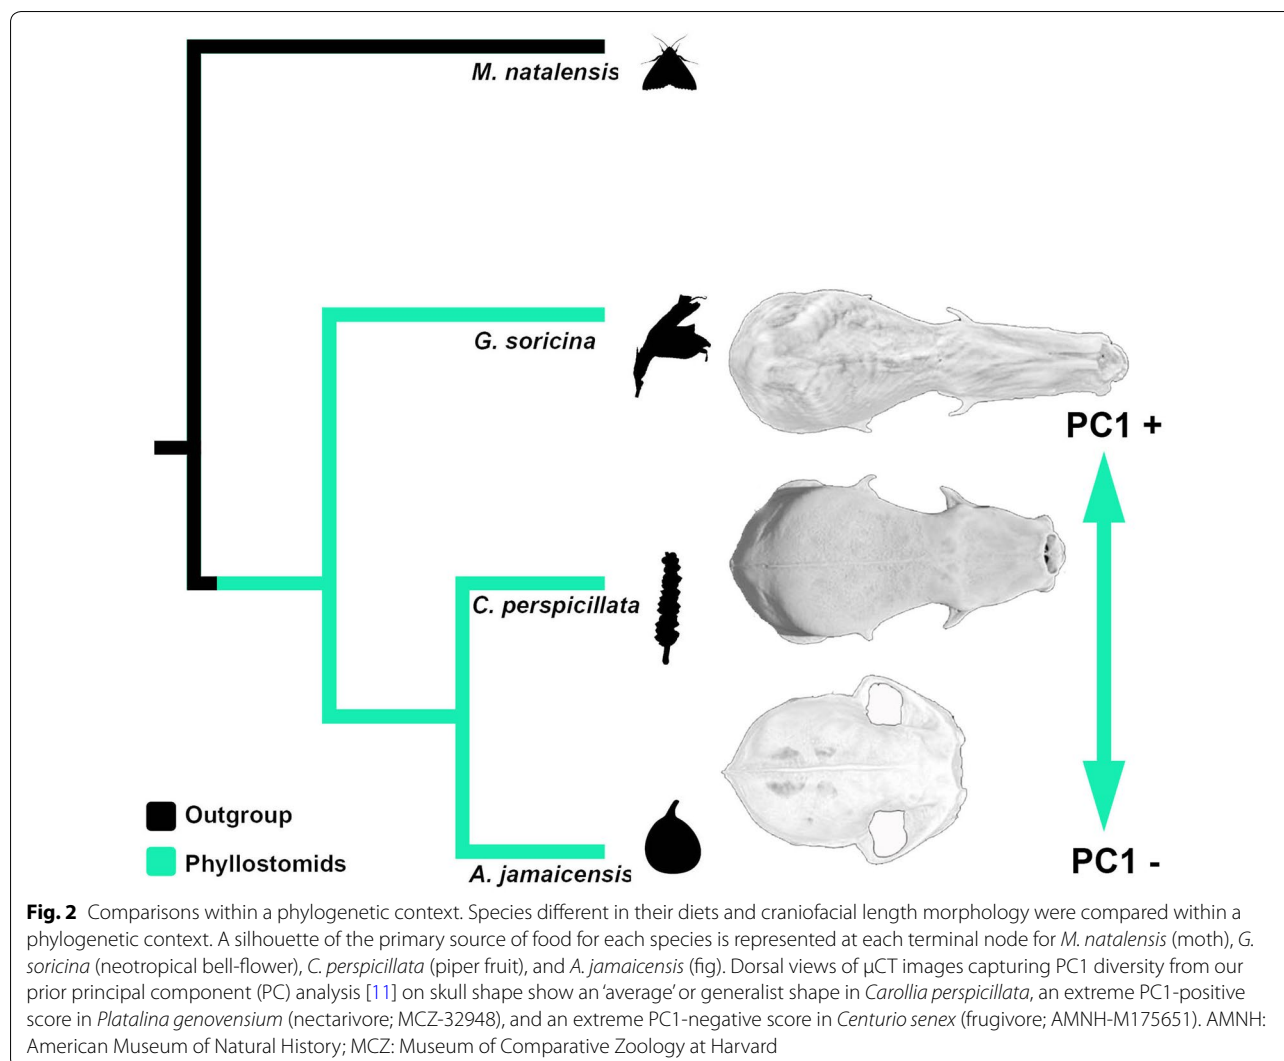 M. natalensis
G. soricina
PC1 +
C. perspicillata
Outgroup
Phyllostomids
A. jamaicensis
PC1 -
Fig. 2 Comparisons within a phylogenetic context. Species different in their diets and craniofacial length morphology were compared within a
phylogenetic context. A silhouette of the primary source of food for each species is represented at each terminal node for M. natalensis (moth), G.
soricina (neotropical bell-flower), C. perspicillata (piper fruit), and A. jamaicensis (fig). Dorsal views of μCT images capturing PC1 diversity from our
prior principal component (PC) analysis [11] on skull shape show an ‘average’ or generalist shape in Carollia perspicillata, an extreme PC1-positive
score in Platalina genovensium (nectarivore; MCZ-32948), and an extreme PC1-negative score in Centurio senex (frugivore; AMNH-M175651). AMNH:
American Museum of Natural History; MCZ: Museum of Comparative Zoology at Harvard